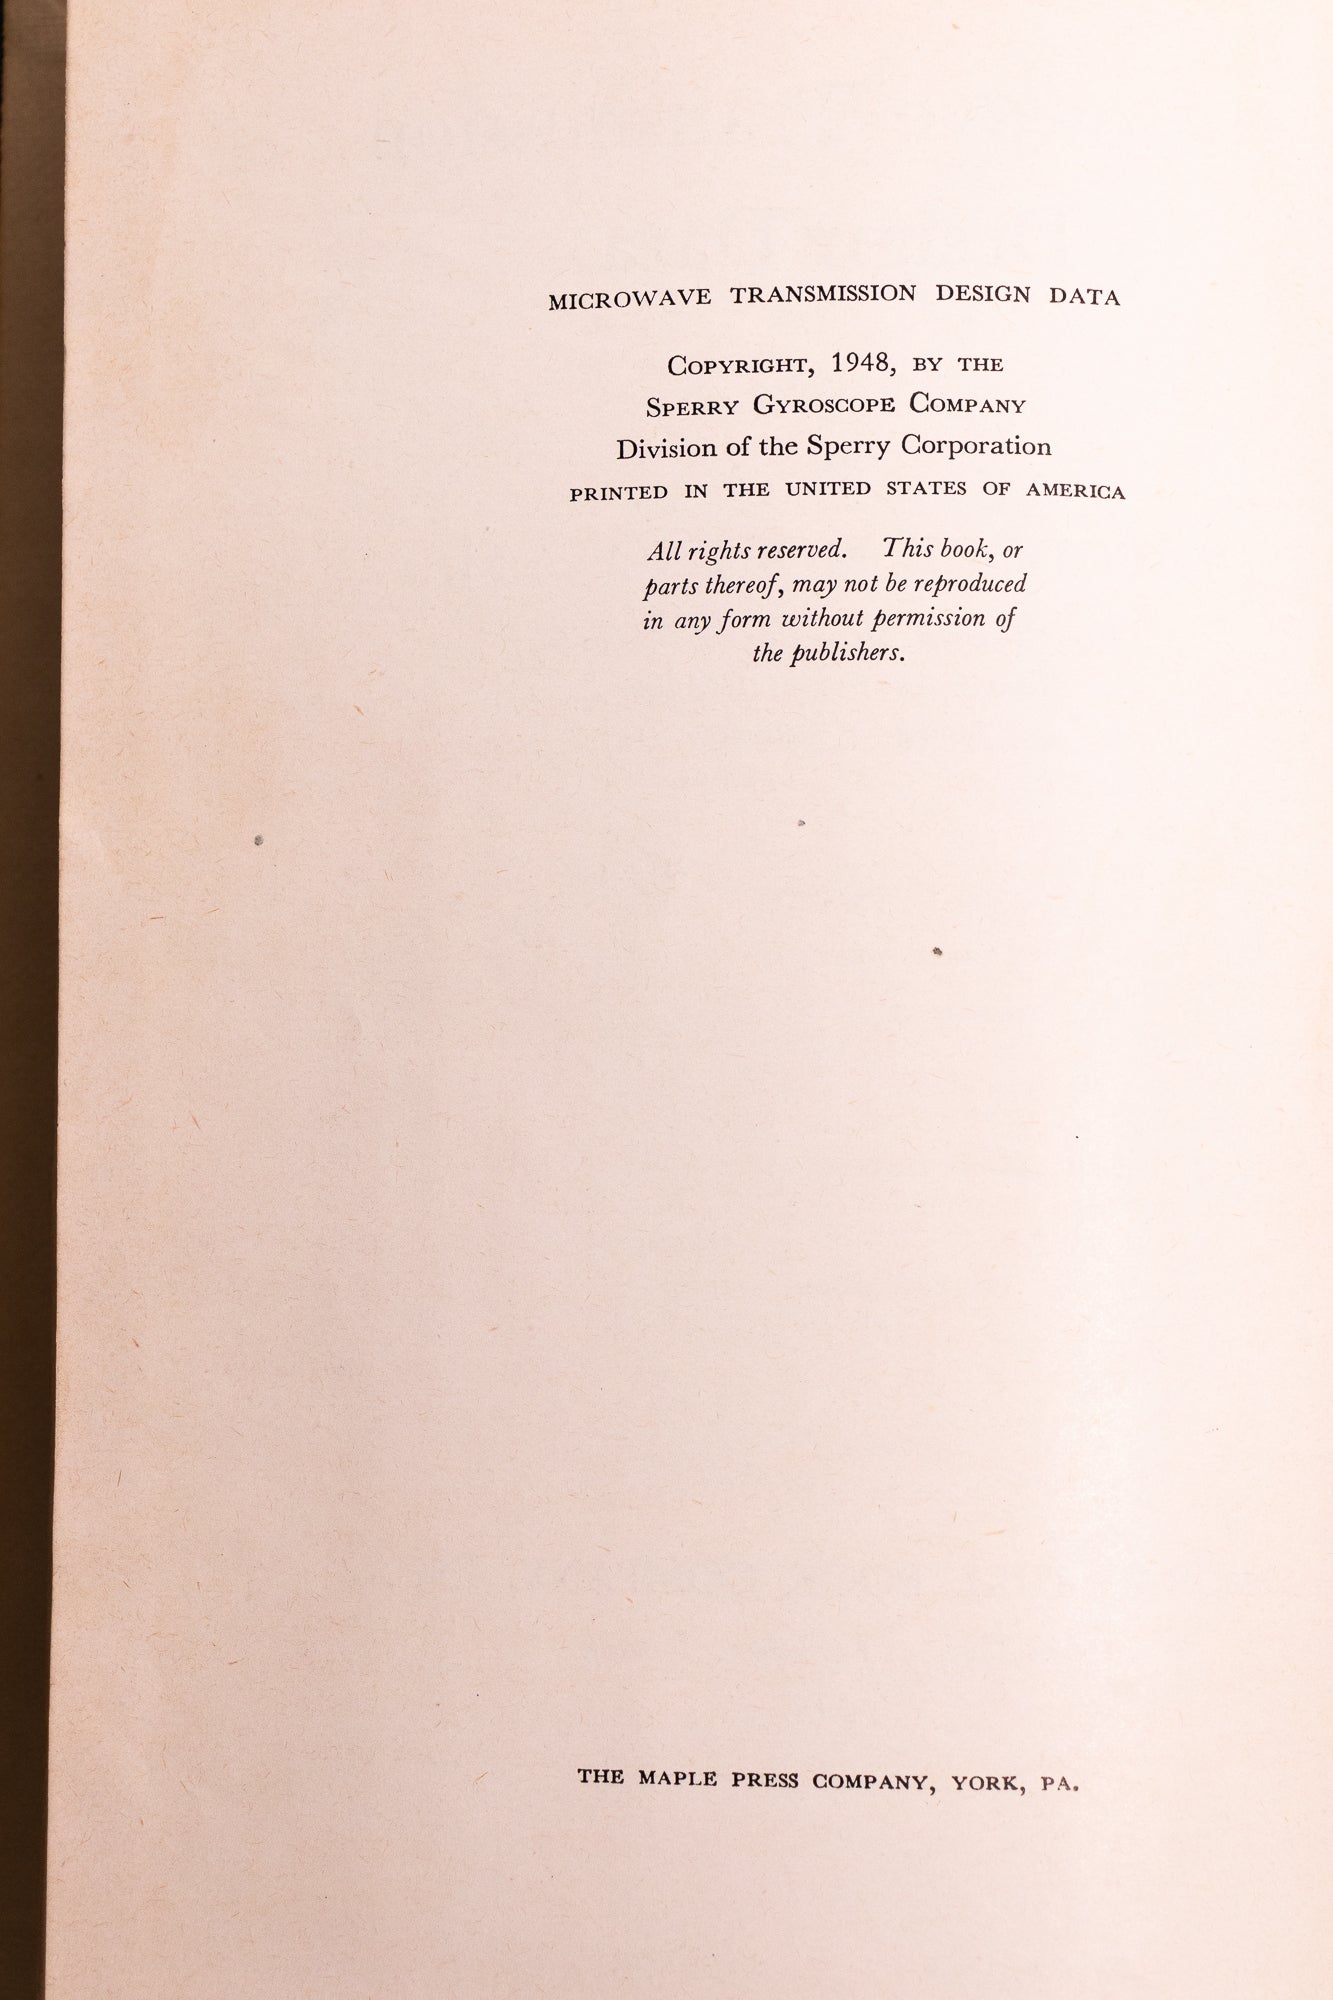 MICROWAVE TRANSMISSION DESIGN DATA
Copyright, 1948, by the
Sperry Gyroscope Company
Division of the Sperry Corporation
PRINTED IN THE UNITED STATES OF AMERICA
All rights reserved. This book, or
parts thereof, may not be reproduced
in any form without permission of
the publishers.
THE MAPLE PRESS COMPANY, YORK, PA.